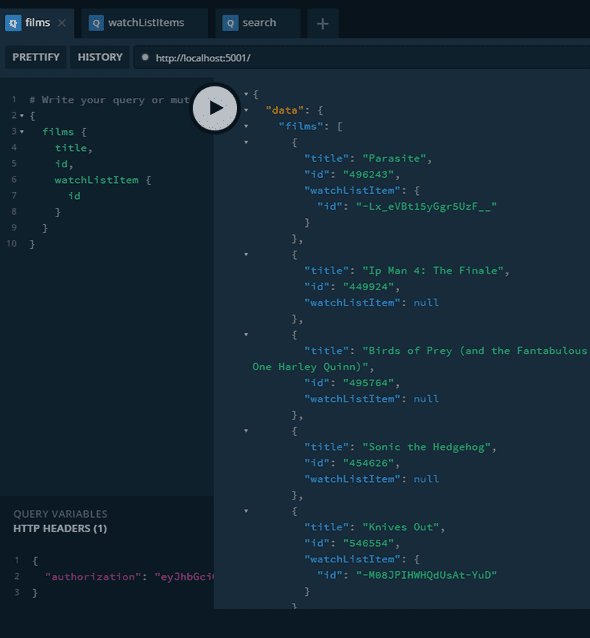 films
watchListItems
search
PRETTIFY
HISTORY
http://localhost:5001/
1 # Write your query or mut
2 {
3 films {
4 title,
5 id,
6 watchListItem {
7 id
8 }
9 }
10 }
QUERY VARIABLES
HTTP HEADERS (1)
1 {
2 "authorization": "eyJhbGci
3 }
{
"data": {
"films": [
{
"title": "Parasite",
"id": "496243",
"watchListItem": {
"id": "-Lx_eVBt15yGgr5UzF__"
}
},
{
"title": "Ip Man 4: The Finale",
"id": "449924",
"watchListItem": null
},
{
"title": "Birds of Prey (and the Fantabulous
One Harley Quinn)",
"id": "495764",
"watchListItem": null
},
{
"title": "Sonic the Hedgehog",
"id": "454626",
"watchListItem": null
},
{
"title": "Knives Out",
"id": "546554",
"watchListItem": {
"id": "-M08JPIHWHQdUsAt-YuD"
}
}